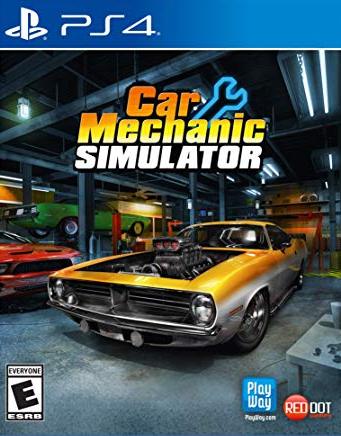 PS4
Car
Mechanic
SIMULATOR
EVERYONE
E
ESRB
Play
Way
PlayWay.com
RED DOT